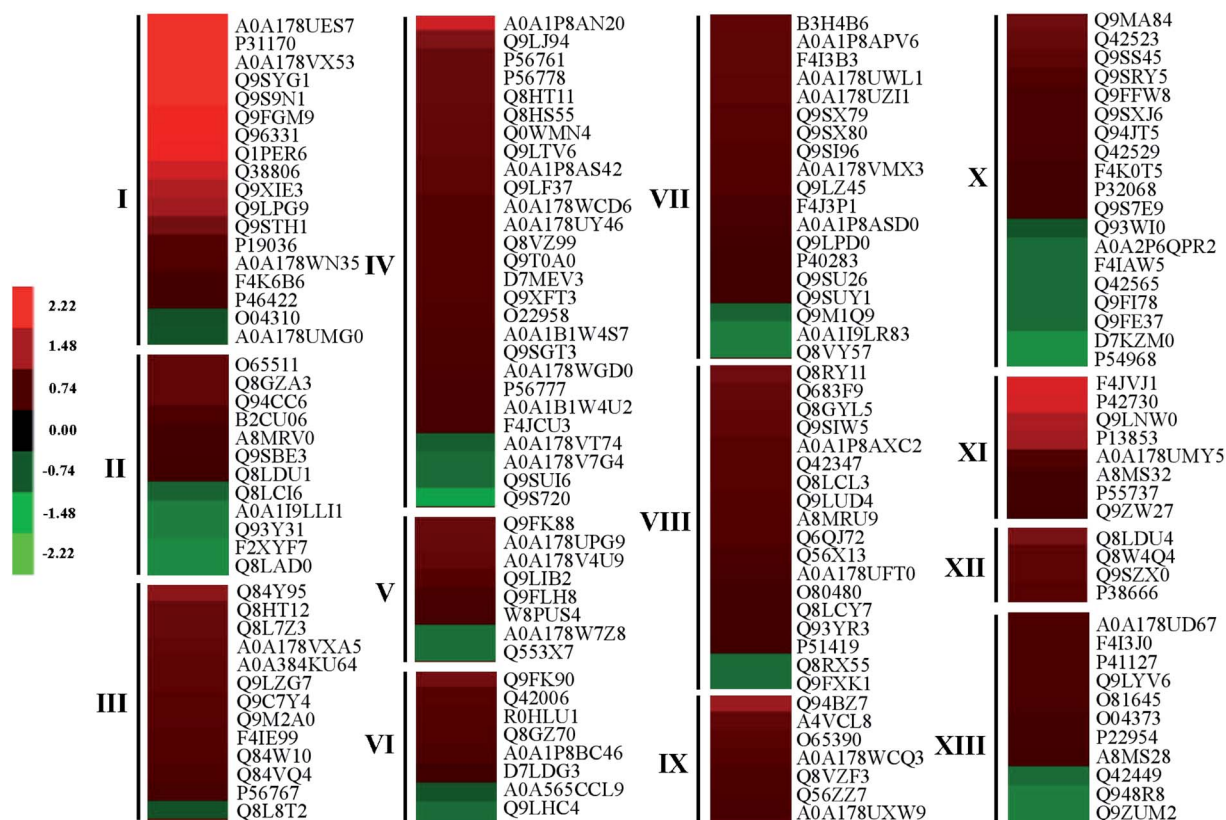 2.22
1.48
0.74
0.00
-0.74
-1.48
-2.22
I
A0A178UES7
P31170
A0A178VX53
Q9SYG1
Q9S9N1
Q9FGM9
Q96331
Q1PER6
Q38806
Q9XIE3
Q9LPG9
Q9STH1
P19036
A0A178WN35
F4K6B6
P46422
O04310
A0A178UMG0
II
O65511
Q8GZA3
Q94CC6
B2CU06
A8MRV0
Q9SBE3
Q8LDU1
Q8LCI6
A0A1I9LLI1
Q93Y31
F2XYF7
Q8LAD0
III
Q84Y95
Q8HT12
Q8L7Z3
A0A178VXA5
A0A384KU64
Q9LZG7
Q9C7Y4
Q9M2A0
F4IE99
Q84W10
Q84VQ4
P56767
Q8L8T2
IV
A0A1P8AN20
Q9LJ94
P56761
P56778
Q8HT11
Q8HS55
Q0WMN4
Q9LTV6
A0A1P8AS42
Q9LF37
A0A178WCD6
A0A178UY46
Q8VZ99
Q9T0A0
D7MEV3
Q9XFT3
O22958
A0A1B1W4S7
Q9SGT3
A0A178WGD0
P56777
A0A1B1W4U2
F4JCU3
A0A178VT74
A0A178V7G4
Q9SUI6
Q9S720
V
Q9FK88
A0A178UPG9
A0A178V4U9
Q9LIB2
Q9FLH8
W8PUS4
A0A178W7Z8
Q553X7
VI
Q9FK90
Q42006
R0HLU1
Q8GZ70
A0A1P8BC46
D7LDG3
A0A565CCL9
Q9LHC4
VII
B3H4B6
A0A1P8APV6
F4I3B3
A0A178UWL1
A0A178UZI1
Q9SX79
Q9SX80
Q9SI96
A0A178VMX3
Q9LZ45
F4J3P1
A0A1P8ASD0
Q9LPD0
P40283
Q9SU26
Q9SUY1
Q9M1Q9
A0A1I9LR83
Q8VY57
VIII
Q8RY11
Q683F9
Q8GYL5
Q9SIW5
A0A1P8AXC2
Q42347
Q8LCL3
Q9LUD4
A8MRU9
Q6QJ72
Q56X13
A0A178UFT0
O80480
Q8LCY7
Q93YR3
P51419
Q8RX55
Q9FXK1
IX
Q94BZ7
A4VCL8
O65390
A0A178WCQ3
Q8VZF3
Q56ZZ7
A0A178UXW9
X
Q9MA84
Q42523
Q9SS45
Q9SRY5
Q9FFW8
Q9SXJ6
Q94JT5
Q42529
F4K0T5
P32068
Q9S7E9
Q93WI0
A0A2P6QPR2
F4IAW5
Q42565
Q9FI78
Q9FE37
D7KZM0
P54968
XI
F4JVJ1
P42730
Q9LNW0
P13853
A0A178UMY5
A8MS32
P55737
Q9ZW27
XII
Q8LDU4
Q8W4Q4
Q9SZX0
P38666
XIII
A0A178UD67
F4I3J0
P41127
Q9LYV6
O81645
O04373
P22954
A8MS28
Q42449
Q948R8
Q9ZUM2